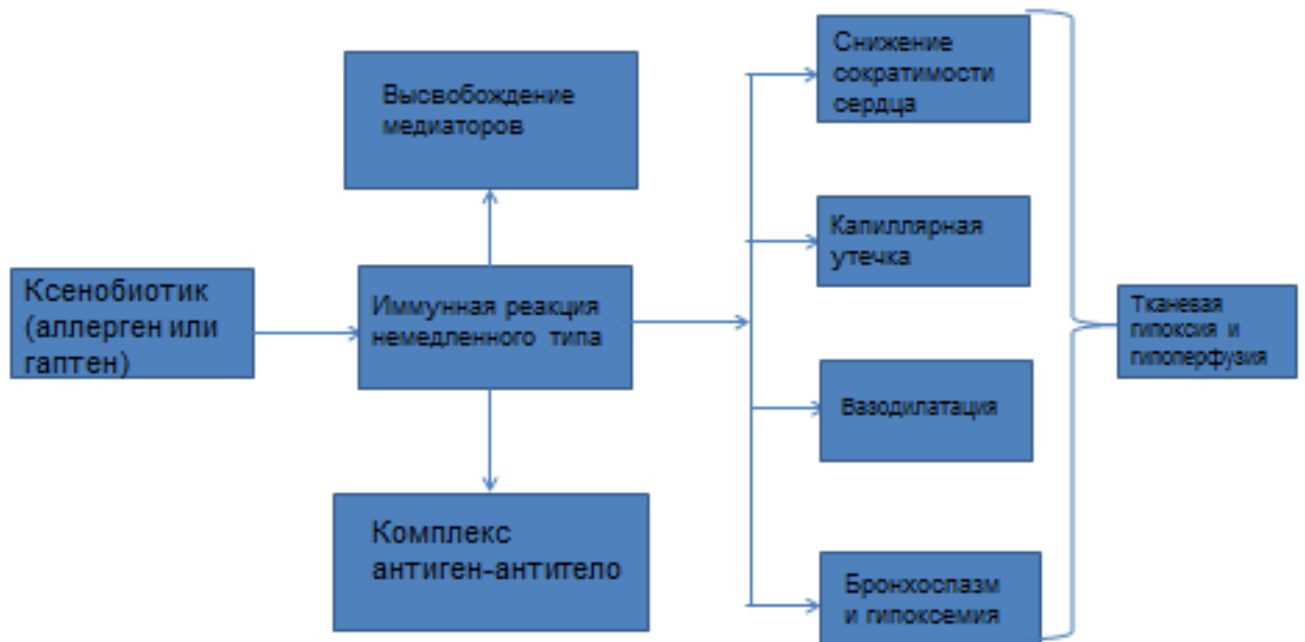 Ксенобиотик
(аллерген или
гаптен)
Высвобождение
медиаторов
Иммунная реакция
немедленного типа
Комплекс
антиген-антитело
Снижение
сократимости
сердца
Капиллярная
утечка
Вазодилатация
Бронхоспазм
и гипоксемия
Тканевая
гипоксия и
гипоперфузия